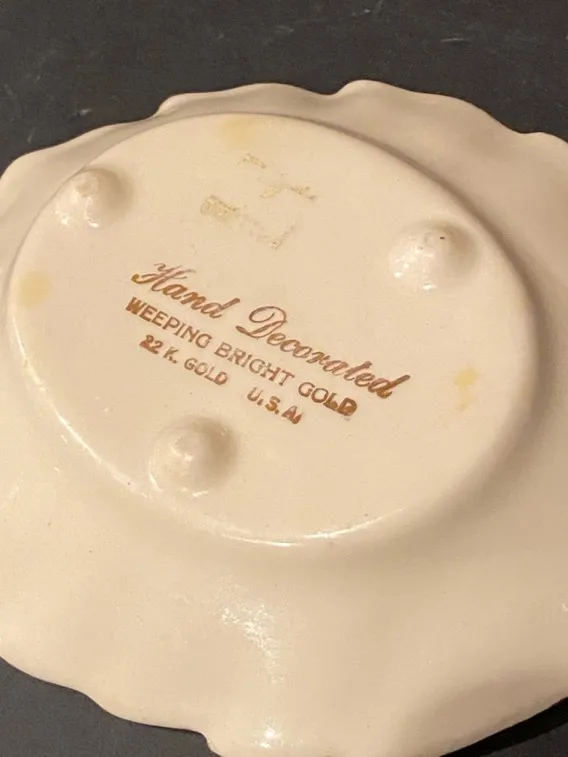 Hand Decorated
WEEPING BRIGHT GOLD
22 K. GOLD U.S.A.